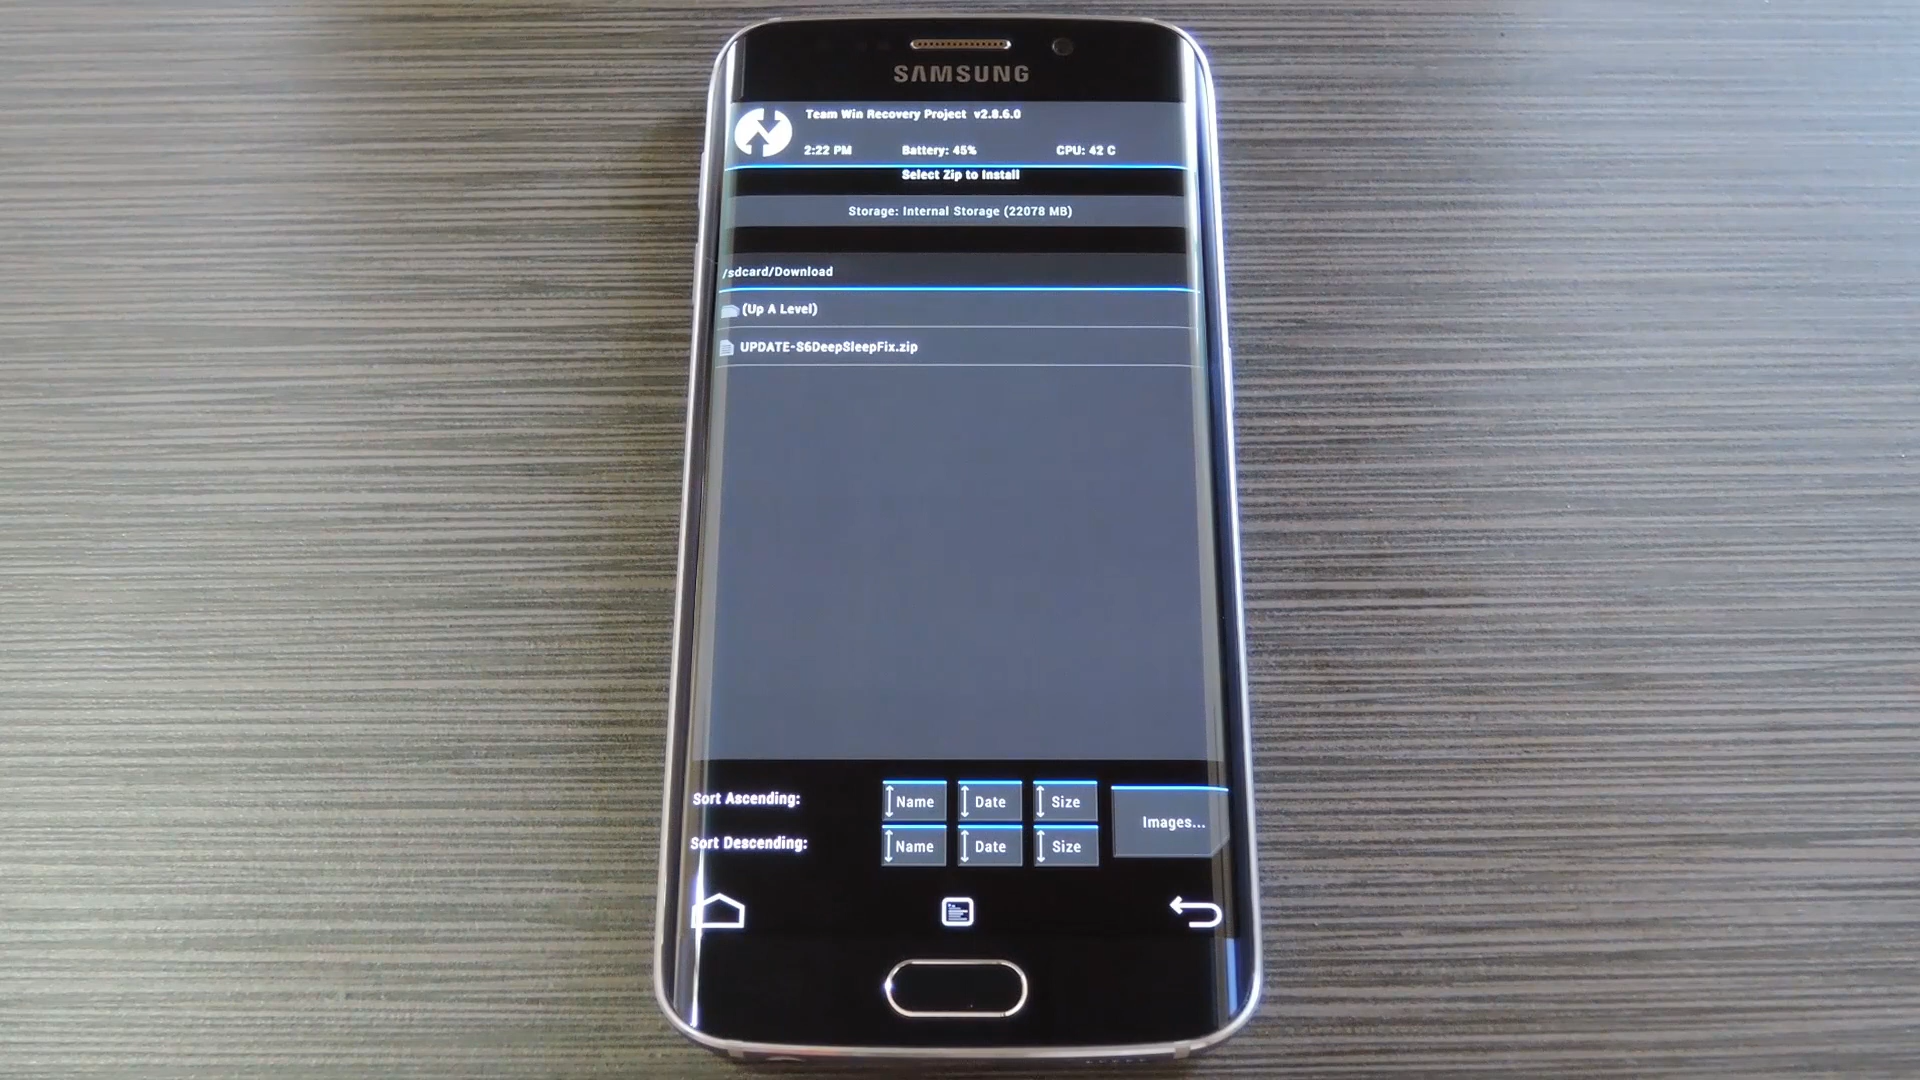 SAMSUNG
Team Win Recovery Project v2.8.6.0
2:22 PM Battery: 45% CPU: 42 C
Select Zip to Install
Storage: Internal Storage (22078 MB)
/sdcard/Download
(Up A Level)
UPDATE-S6DeepSleepFix.zip
Sort Ascending: Name Date Size
Images...
Sort Descending: Name Date Size